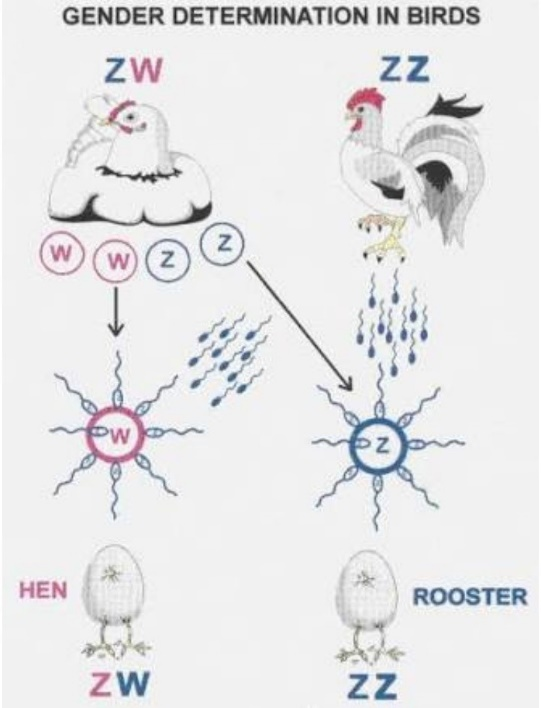 GENDER DETERMINATION IN BIRDS
ZW
ZZ
W
W
Z
Z
W
Z
HEN
ROOSTER
ZW
ZZ